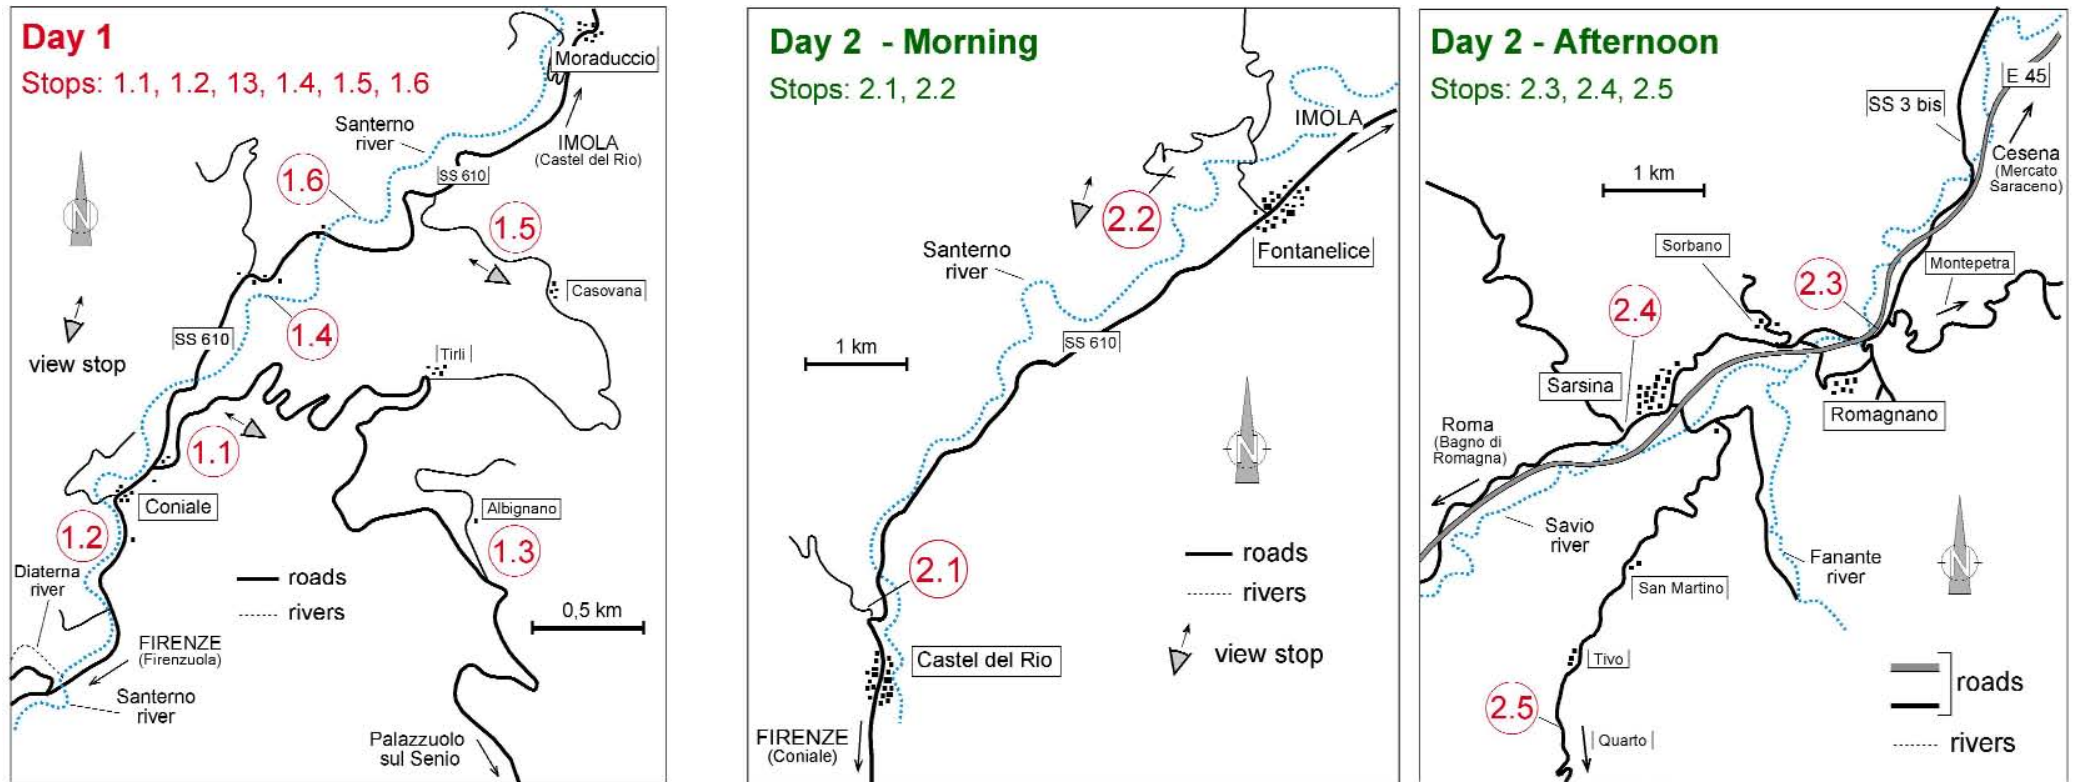 Day 1
Stops: 1.1, 1.2, 13, 1.4, 1.5, 1.6
Moraduccio
Santerno
river
IMOLA
(Castel del Rio)
SS 610
1.6
1.5
N
Casovana
1.4
SS 610
view stop
Tirli
1.1
Coniale
Albignano
1.2
1.3
Diaterna
river
roads
rivers
0,5 km
FIRENZE
(Firenzuola)
Santerno
river
Palazzuolo
sul Senio
Day 2 - Morning
Stops: 2.1, 2.2
IMOLA
2.2
Fontanelice
Santerno
river
SS 610
1 km
N
2.1
roads
rivers
view stop
Castel del Rio
FIRENZE
(Coniale)
Day 2 - Afternoon
Stops: 2.3, 2.4, 2.5
E 45
SS 3 bis
Cesena
(Mercato
Saraceno)
1 km
Sorbano
2.3
Montepetra
2.4
Sarsina
Romagnano
Roma
(Bagno di
Romagna)
Savio
river
Fanante
river
N
San Martino
Tivo
2.5
Quarto
roads
rivers